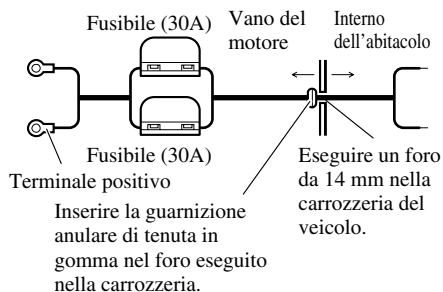 Fusibile (30A)
Vano del
motore
Interno
dell'abitacolo
Fusibile (30A)
Terminale positivo
Eseguire un foro
da 14 mm nella
carrozzeria del
veicolo.
Inserire la guarnizione
anulare di tenuta in
gomma nel foro eseguito
nella carrozzeria.